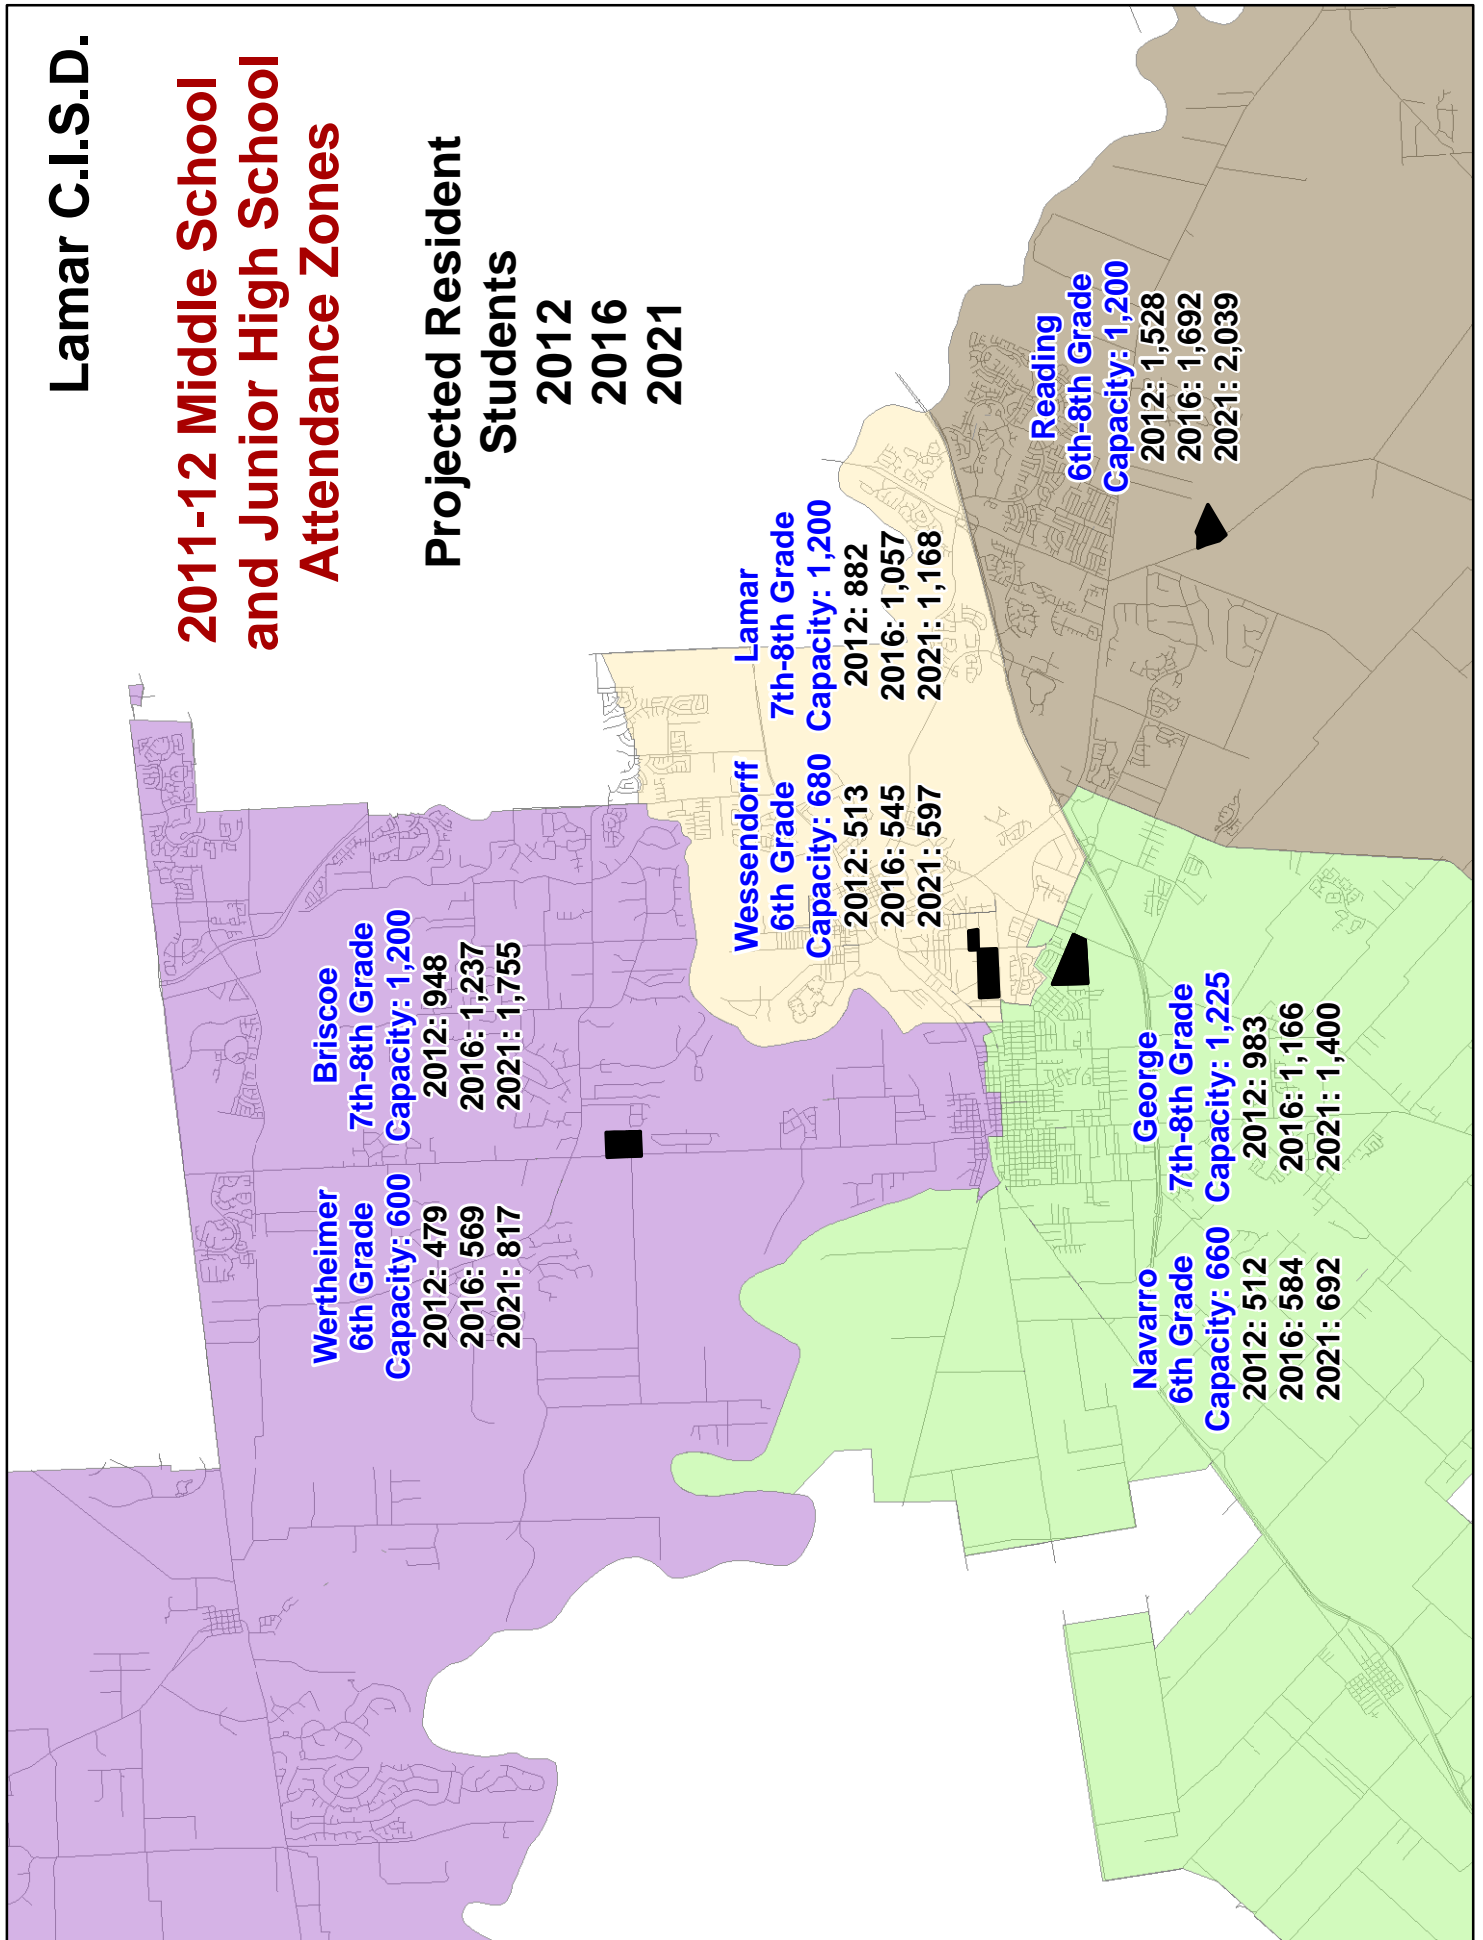 Lamar C.I.S.D.
2011-12 Middle School
and Junior High School
Attendance Zones
Projected Resident
Students
2012
2016
2021
Wertheimer
6th Grade
Capacity: 600
2012: 479
2016: 569
2021: 817
Briscoe
7th-8th Grade
Capacity: 1,200
2012: 948
2016: 1,237
2021: 1,755
Wessendorff
6th Grade
Capacity: 680
2012: 513
2016: 545
2021: 597
Lamar
7th-8th Grade
Capacity: 1,200
2012: 882
2016: 1,057
2021: 1,168
Reading
6th-8th Grade
Capacity: 1,200
2012: 1,528
2016: 1,692
2021: 2,039
Navarro
6th Grade
Capacity: 660
2012: 512
2016: 584
2021: 692
George
7th-8th Grade
Capacity: 1,225
2012: 983
2016: 1,166
2021: 1,400